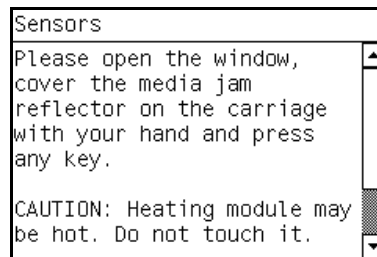 Sensors
Please open the window,
cover the media jam
reflector on the carriage
with your hand and press
any key.
CAUTION: Heating module may
be hot. Do not touch it.